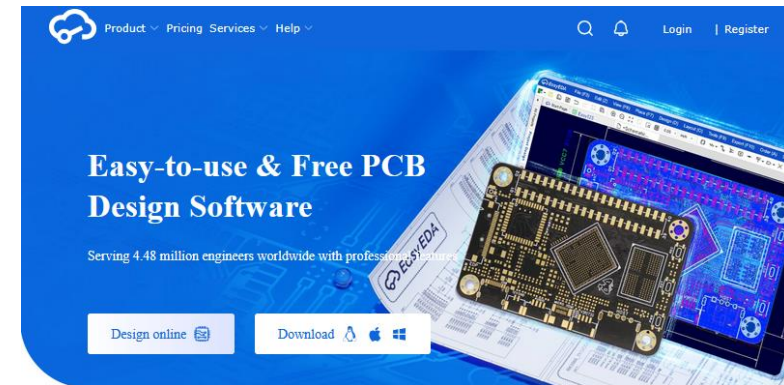 Product Pricing Services Help Login | Register
Easy-to-use & Free PCB
Design Software
Serving 4.48 million engineers worldwide with professional features
Design online Download
EasyEDA